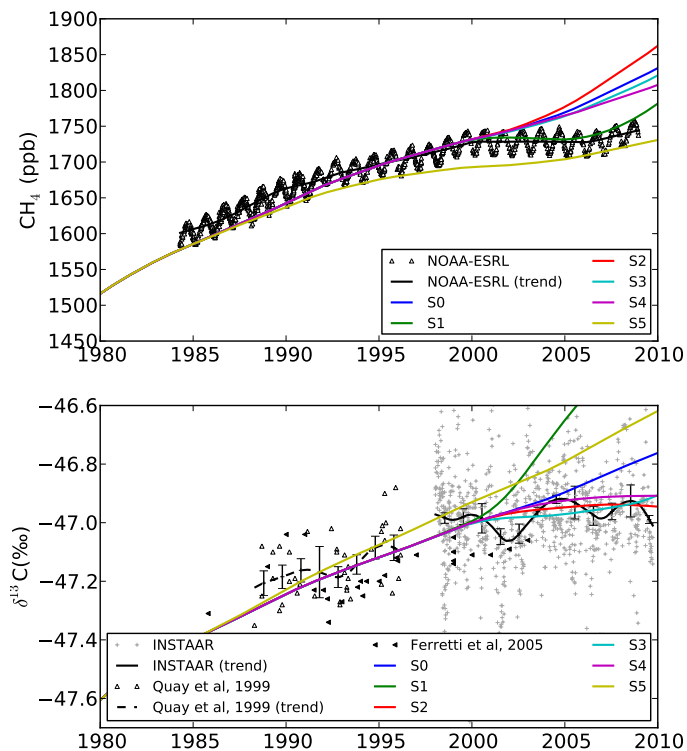 1900
1850
1800
1750
1700
1650
1600
1550
1500
1450
CH₄ (ppb)
NOAA-ESRL
NOAA-ESRL (trend)
S0
S1
S2
S3
S4
S5
1980 1985 1990 1995 2000 2005 2010
−46.6
−46.8
−47.0
−47.2
−47.4
−47.6
δ¹³C(‰)
INSTAAR
INSTAAR (trend)
Quay et al, 1999
Quay et al, 1999 (trend)
Ferretti et al, 2005
S0
S1
S2
S3
S4
S5
1980 1985 1990 1995 2000 2005 2010